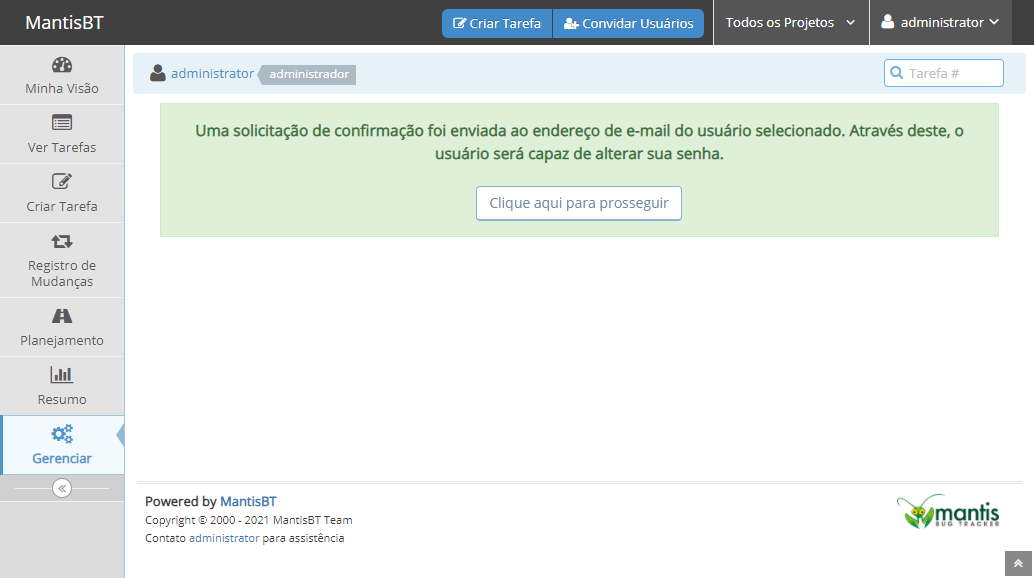 MantisBT
Criar Tarefa
Convidar Usuários
Todos os Projetos
administrator
Minha Visão
Ver Tarefas
Criar Tarefa
Registro de
Mudanças
Planejamento
Resumo
Gerenciar
administrator
administrador
Tarefa #
Uma solicitação de confirmação foi enviada ao endereço de e-mail do usuário selecionado. Através deste, o
usuário será capaz de alterar sua senha.
Clique aqui para prosseguir
Powered by MantisBT
Copyright © 2000 - 2021 MantisBT Team
Contato administrator para assistência
mantis
BUG TRACKER